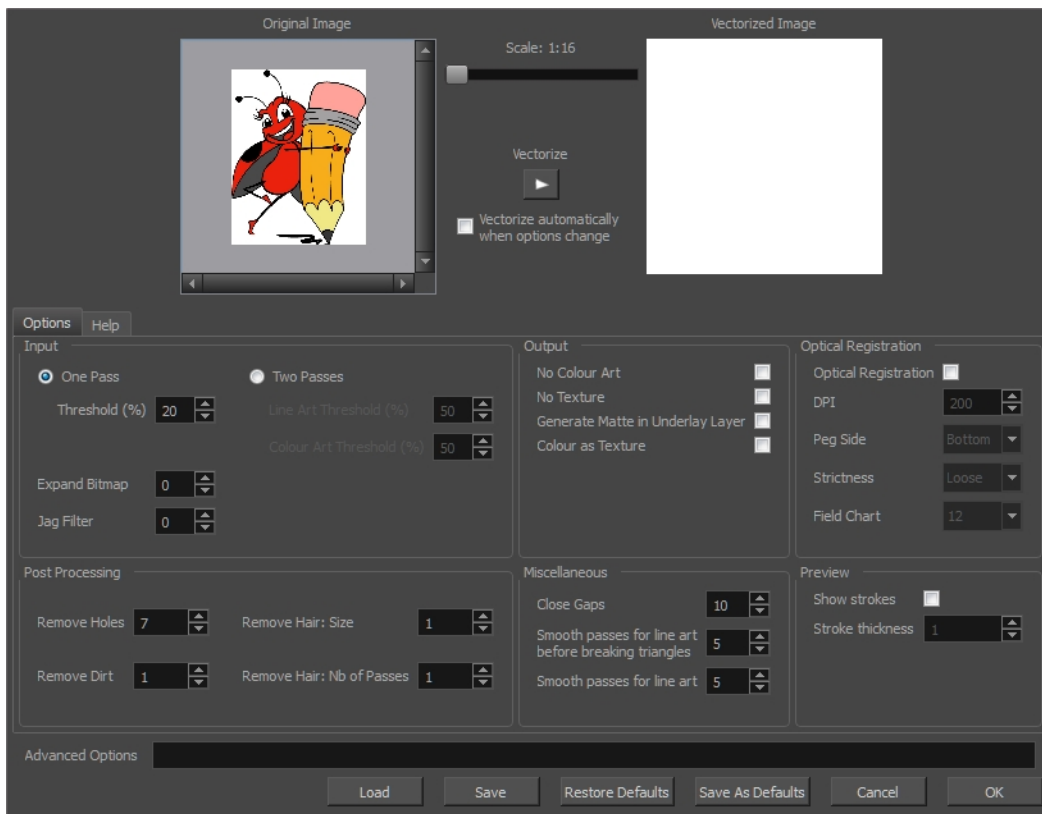 Original Image
Vectorized Image
Scale: 1:16
Vectorize
Vectorize automatically
when options change
Options
Help
Input
One Pass
Two Passes
Threshold (%) 20
Line Art Threshold (%) 50
Colour Art Threshold (%) 50
Expand Bitmap 0
Jag Filter 0
Output
No Colour Art
No Texture
Generate Matte in Underlay Layer
Colour as Texture
Optical Registration
Optical Registration
DPI 200
Peg Side Bottom
Strictness Loose
Field Chart 12
Post Processing
Remove Holes 7
Remove Hair: Size 1
Remove Dirt 1
Remove Hair: Nb of Passes 1
Miscellaneous
Close Gaps 10
Smooth passes for line art
before breaking triangles 5
Smooth passes for line art 5
Preview
Show strokes
Stroke thickness 1
Advanced Options
Load
Save
Restore Defaults
Save As Defaults
Cancel
OK